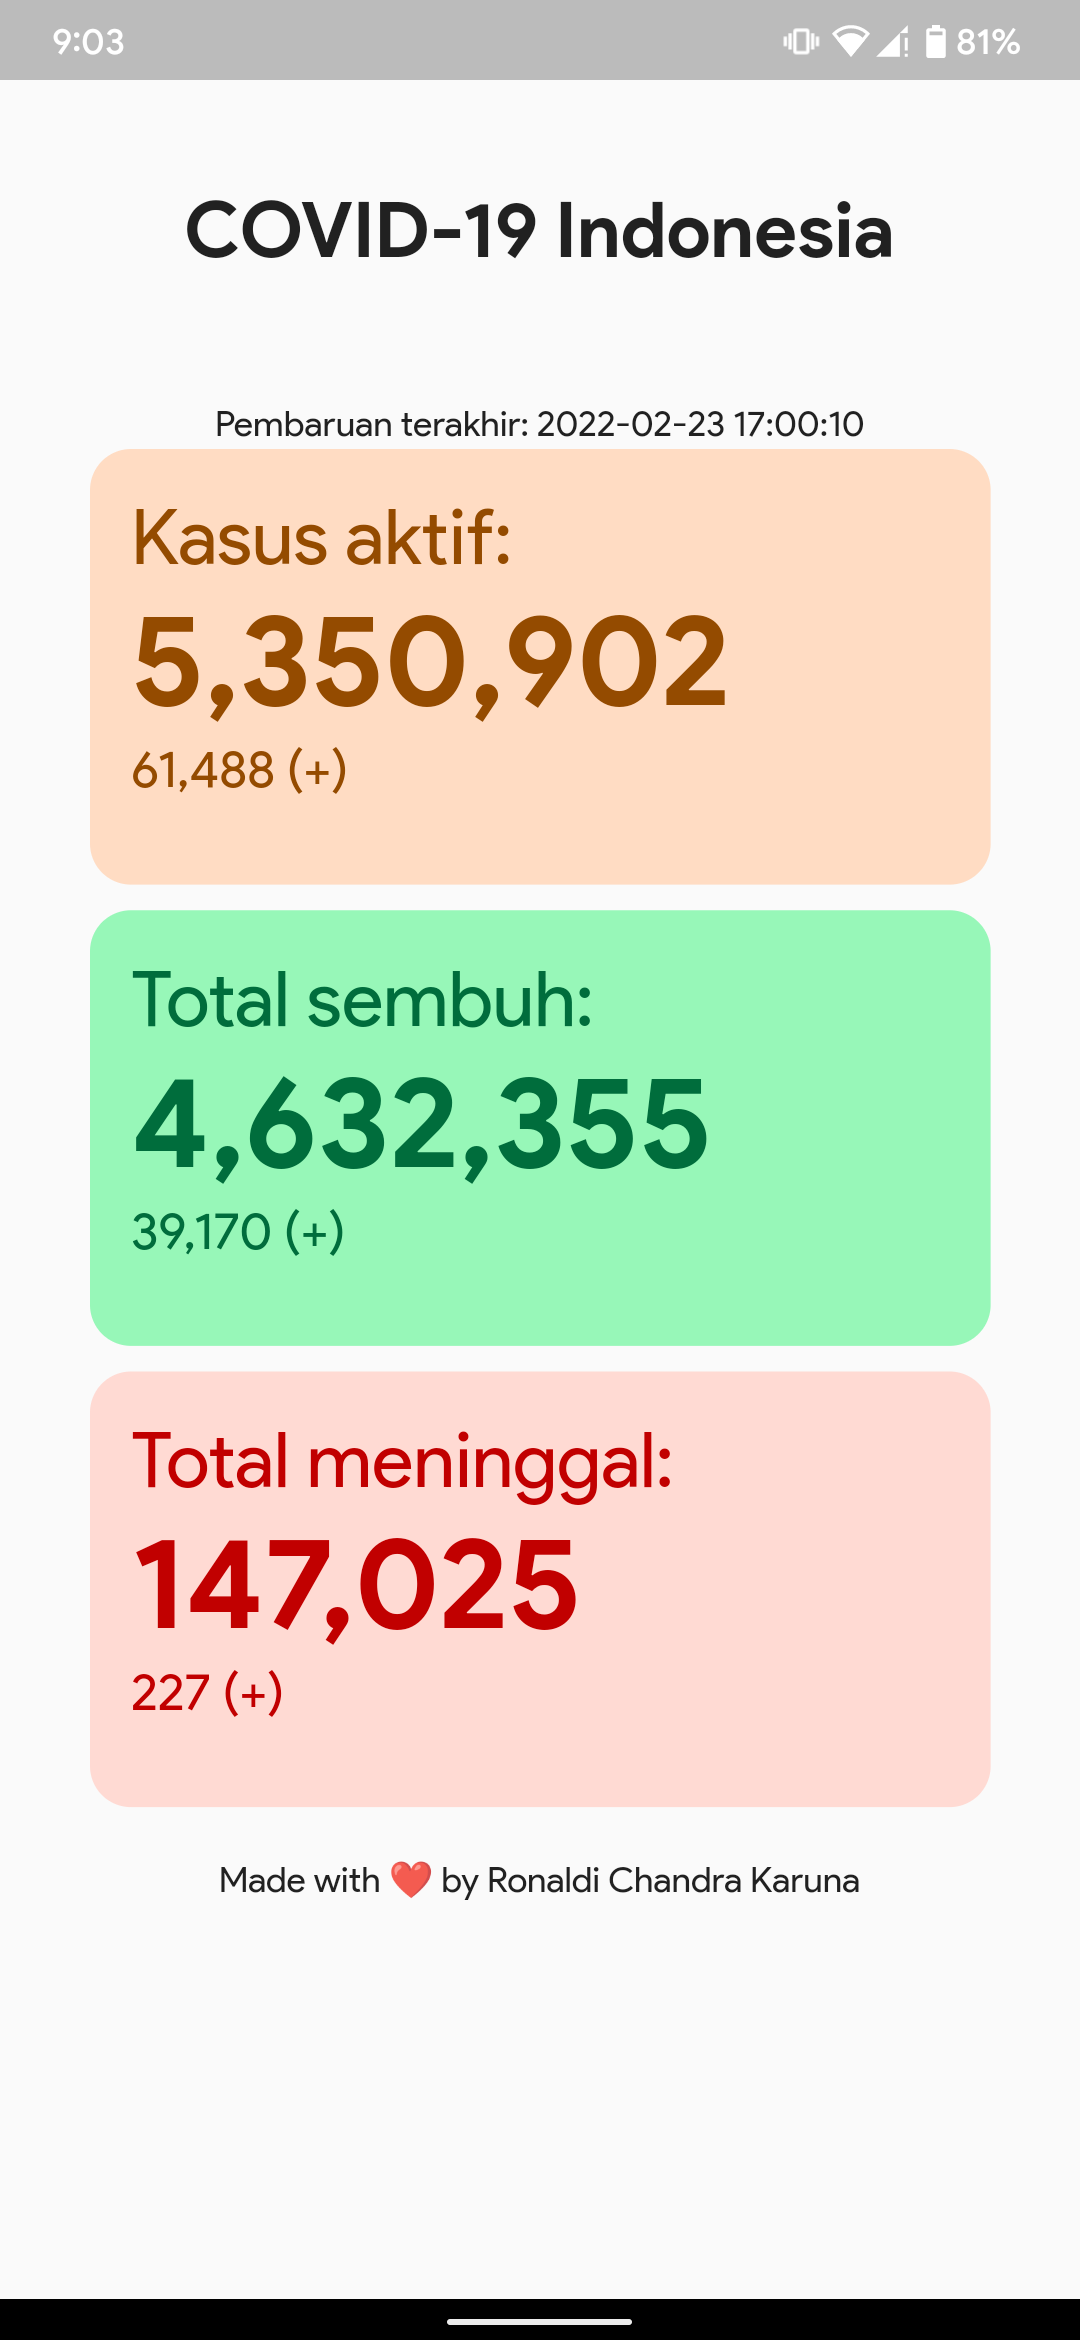 9:03 81%
COVID-19 Indonesia
Pembaruan terakhir: 2022-02-23 17:00:10
Kasus aktif:
5,350,902
61,488 (+)
Total sembuh:
4,632,355
39,170 (+)
Total meninggal:
147,025
227 (+)
Made with ❤️ by Ronaldi Chandra Karuna